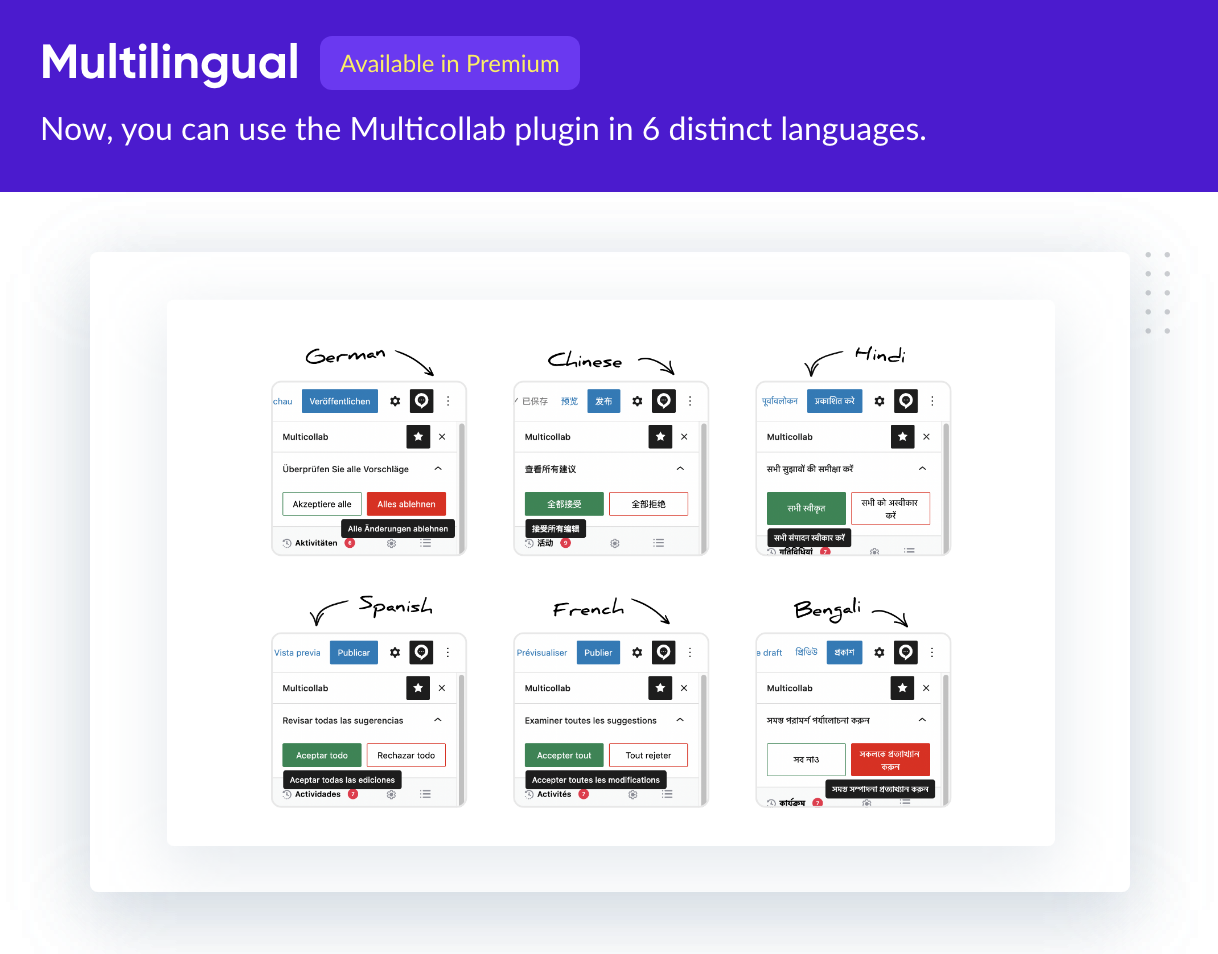 Multilingual
Available in Premium
Now, you can use the Multicollab plugin in 6 distinct languages.
German
Chinese
Hindi
chau Veröffentlichen
已保存 预览 发布
पूर्वावलोकन प्रकाशित करे
Multicollab
Multicollab
Multicollab
Überprüfen Sie alle Vorschläge
查看所有建议
सभी सुझावों की समीक्षा करें
Akzeptiere alle Alles ablehnen
全部接受 全部拒绝
सभी स्वीकृत सभी को अस्वीकार
करें
Alle Änderungen ablehnen
接受所有编辑
सभी संपादन स्वीकार करें
Aktivitäten 4
活动 9
गतिविधियां 7
Spanish
French
Bengali
Vista previa Publicar
Prévisualiser Publier
e draft প্রিভিউ প্রকাশ
Multicollab
Multicollab
Multicollab
Revisar todas las sugerencias
Examiner toutes les suggestions
সমস্ত পরামর্শ পর্যালোচনা করুন
Aceptar todo Rechazar todo
Accepter tout Tout rejeter
সব নাও সকলকে প্রত্যাখ্যান
করুন
Aceptar todas las ediciones
Accepter toutes les modifications
সমস্ত সম্পাদনা প্রত্যাখ্যান করুন
Actividades 7
Activités 7
কার্যক্রম 7